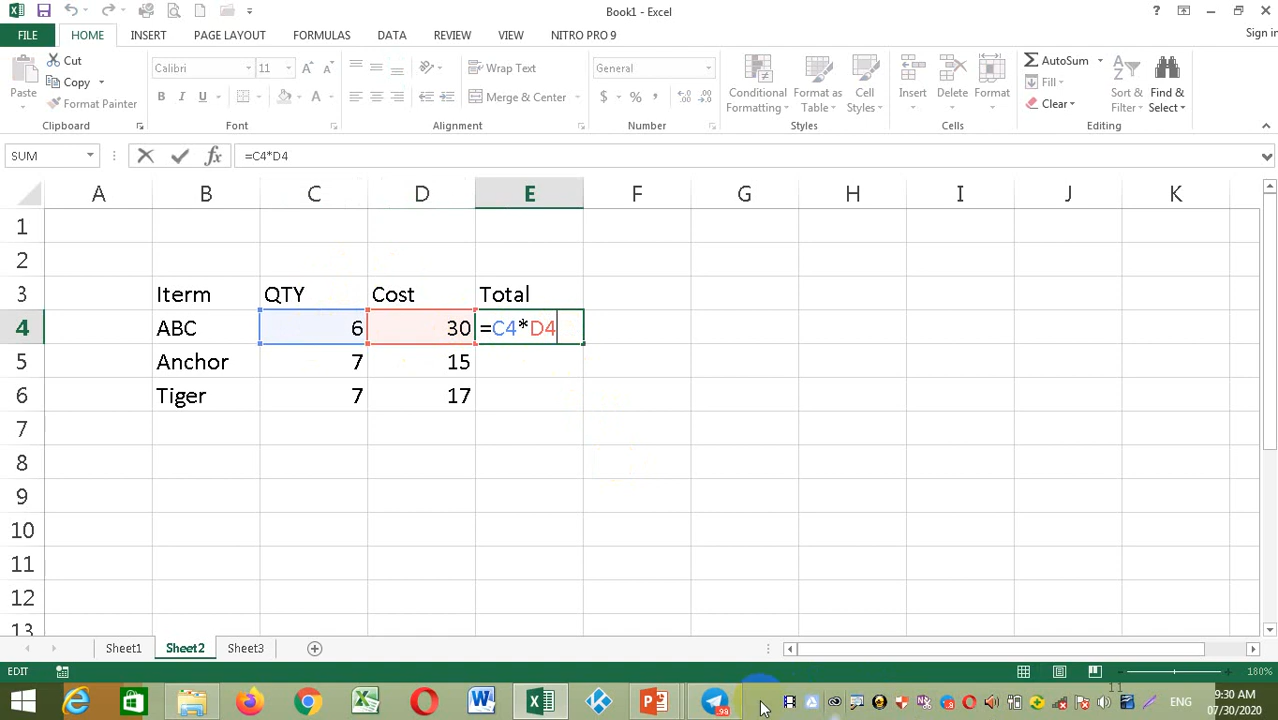 Book1 - Excel
FILE HOME INSERT PAGE LAYOUT FORMULAS DATA REVIEW VIEW NITRO PRO 9 Sign in
Paste Cut Copy Format Painter Clipboard
Calibri 11 B I U A A A Font
Wrap Text Merge & Center Alignment
General $ % , Number
Conditional Formatting Format as Table Cell Styles Styles
Insert Delete Format Cells
AutoSum Fill Clear Sort & Filter Find & Select Editing
SUM fx =C4*D4
A B C D E F G H I J K
1
2
3 Iterm QTY Cost Total
4 ABC 6 30 =C4*D4
5 Anchor 7 15
6 Tiger 7 17
7
8
9
10
11
12
13
Sheet1 Sheet2 Sheet3
EDIT 180%
98 11 ENG 9:30 AM
07/30/2020